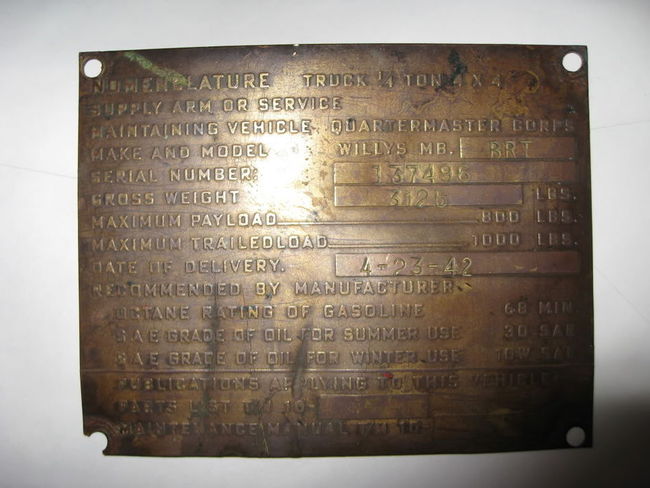 NOMENCLATURE TRUCK ¼ TON 4 X 4
SUPPLY ARM OR SERVICE
MAINTAINING VEHICLE QUARTERMASTER CORPS
MAKE AND MODEL WILLYS MB. BRT
SERIAL NUMBER: 137496
GROSS WEIGHT 3125 LBS.
MAXIMUM PAYLOAD 800 LBS.
MAXIMUM TRAILEDLOAD 1000 LBS.
DATE OF DELIVERY. 4-23-42
RECOMMENDED BY MANUFACTURER
OCTANE RATING OF GASOLINE 68 MIN.
S A E GRADE OF OIL FOR SUMMER USE 30 SAE
S A E GRADE OF OIL FOR WINTER USE 10W SAE
PUBLICATIONS APPLYING TO THIS VEHICLE
PARTS LIST T/M 10-
MAINTENANCE MANUAL T/M 10-